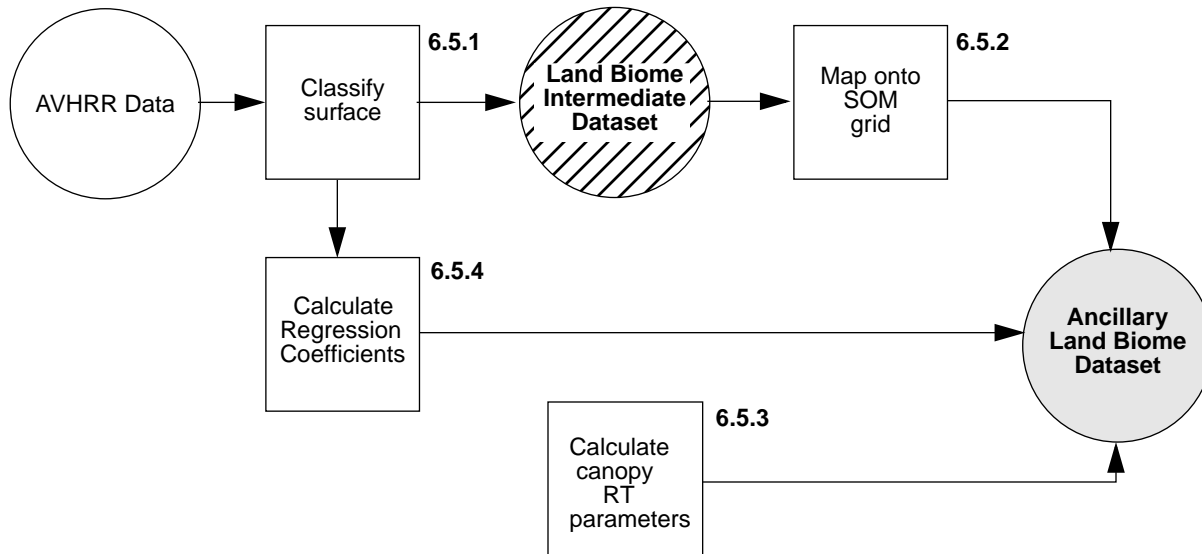 AVHRR Data
6.5.1
Classify
surface
Land Biome
Intermediate
Dataset
6.5.2
Map onto
SOM
grid
6.5.4
Calculate
Regression
Coefficients
Ancillary
Land Biome
Dataset
6.5.3
Calculate
canopy
RT
parameters